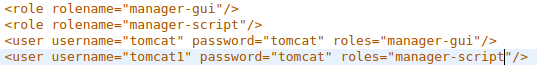 <role rolename="manager-gui"/>
<role rolename="manager-script"/>
<user username="tomcat" password="tomcat" roles="manager-gui"/>
<user username="tomcat1" password="tomcat" roles="manager-script"/>